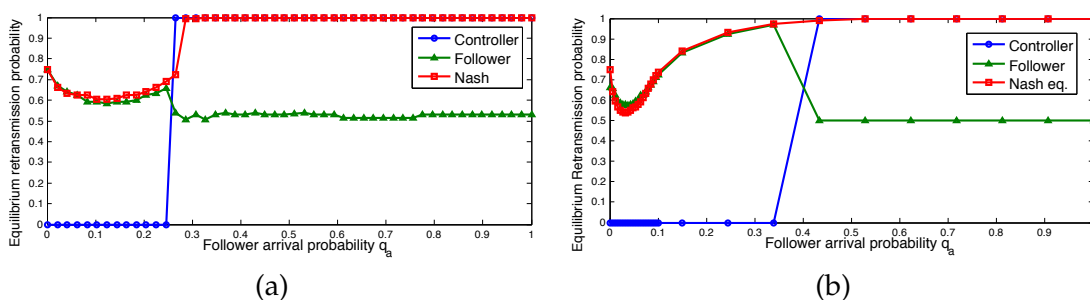 Equilibrium retransmission probability
1
0.9
0.8
0.7
0.6
0.5
0.4
0.3
0.2
0.1
0
0 0.1 0.2 0.3 0.4 0.5 0.6 0.7 0.8 0.9 1
Follower arrival probability q_a
Controller
Follower
Nash
(a)
Equilibrium Retransmission probability
1
0.9
0.8
0.7
0.6
0.5
0.4
0.3
0.2
0.1
0
0 0.1 0.2 0.3 0.4 0.5 0.6 0.7 0.8 0.9
Follower arrival probability q_a
Controller
Follower
Nash eq.
(b)